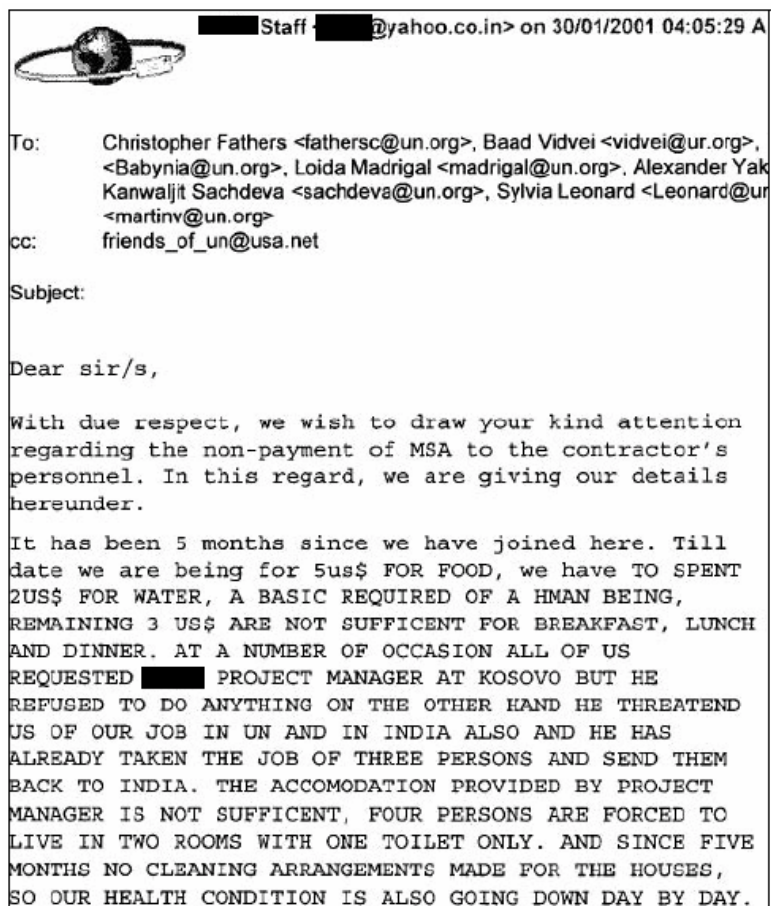 Staff < @yahoo.co.in> on 30/01/2001 04:05:29 A
To: Christopher Fathers <fathersc@un.org>, Baad Vidvei <vidvei@ur.org>,
<Babynia@un.org>, Loida Madrigal <madrigal@un.org>, Alexander Yak
Kanwaljit Sachdeva <sachdeva@un.org>, Sylvia Leonard <Leonard@ur
<martinv@un.org>
cc: friends_of_un@usa.net
Subject:
Dear sir/s,
With due respect, we wish to draw your kind attention
regarding the non-payment of MSA to the contractor's
personnel. In this regard, we are giving our details
hereunder.
It has been 5 months since we have joined here. Till
date we are being for 5us$ FOR FOOD, we have TO SPENT
2US$ FOR WATER, A BASIC REQUIRED OF A HMAN BEING,
REMAINING 3 US$ ARE NOT SUFFICENT FOR BREAKFAST, LUNCH
AND DINNER. AT A NUMBER OF OCCASION ALL OF US
REQUESTED PROJECT MANAGER AT KOSOVO BUT HE
REFUSED TO DO ANYTHING ON THE OTHER HAND HE THREATEND
US OF OUR JOB IN UN AND IN INDIA ALSO AND HE HAS
ALREADY TAKEN THE JOB OF THREE PERSONS AND SEND THEM
BACK TO INDIA. THE ACCOMODATION PROVIDED BY PROJECT
MANAGER IS NOT SUFFICENT, FOUR PERSONS ARE FORCED TO
LIVE IN TWO ROOMS WITH ONE TOILET ONLY. AND SINCE FIVE
MONTHS NO CLEANING ARRANGEMENTS MADE FOR THE HOUSES,
SO OUR HEALTH CONDITION IS ALSO GOING DOWN DAY BY DAY.